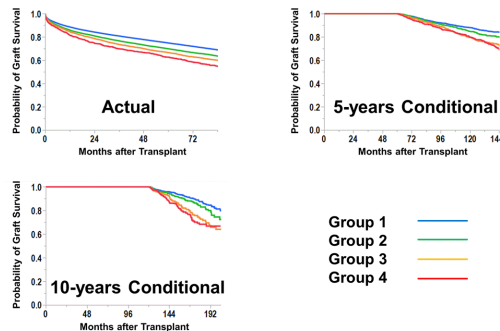 Probability of Graft Survival
1.0
0.8
0.6
0.4
0.2
0.0
Actual
0 24 48 72
Months after Transplant
Probability of Graft Survival
1.0
0.8
0.6
0.4
0.2
0.0
5-years Conditional
0 24 48 72 96 120 144
Months after Transplant
Probability of Graft Survival
1.0
0.8
0.6
0.4
0.2
0.0
10-years Conditional
0 48 96 144 192
Months after Transplant
Group 1
Group 2
Group 3
Group 4